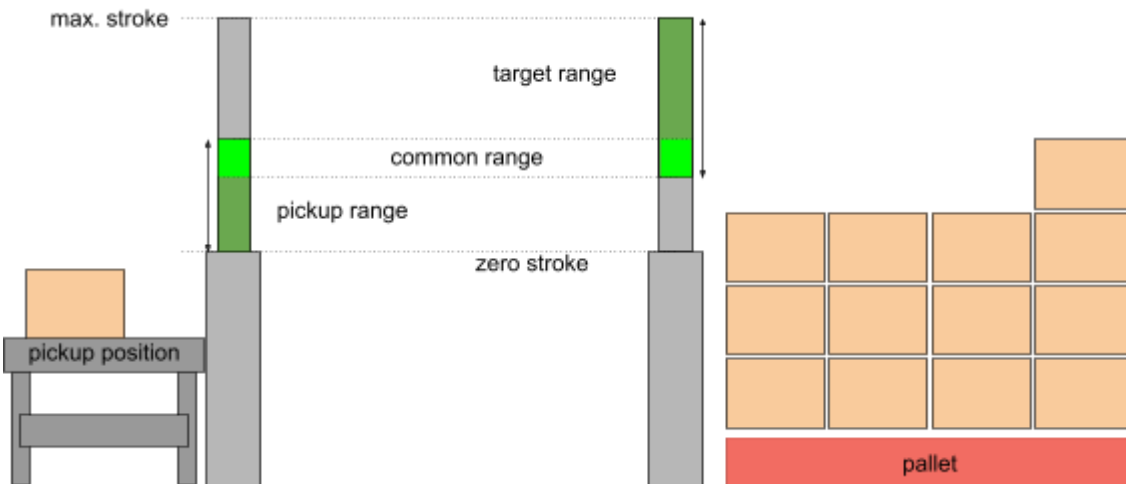 max. stroke
target range
common range
pickup range
zero stroke
pickup position
pallet